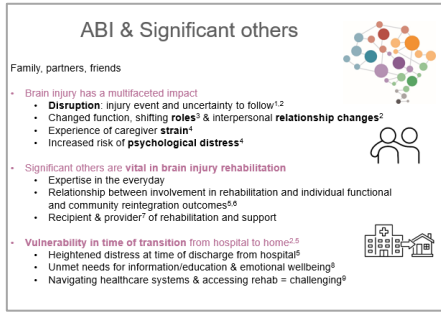 ABI & Significant others
Family, partners, friends
• Brain injury has a multifaceted impact
• Disruption: injury event and uncertainty to follow¹,²
• Changed function, shifting roles³ & interpersonal relationship changes²
• Experience of caregiver strain⁴
• Increased risk of psychological distress⁴
• Significant others are vital in brain injury rehabilitation
• Expertise in the everyday
• Relationship between involvement in rehabilitation and individual functional
and community reintegration outcomes⁵,⁶
• Recipient & provider⁷ of rehabilitation and support
• Vulnerability in time of transition from hospital to home²,⁵
• Heightened distress at time of discharge from hospital⁵
• Unmet needs for information/education & emotional wellbeing⁸
• Navigating healthcare systems & accessing rehab = challenging⁹